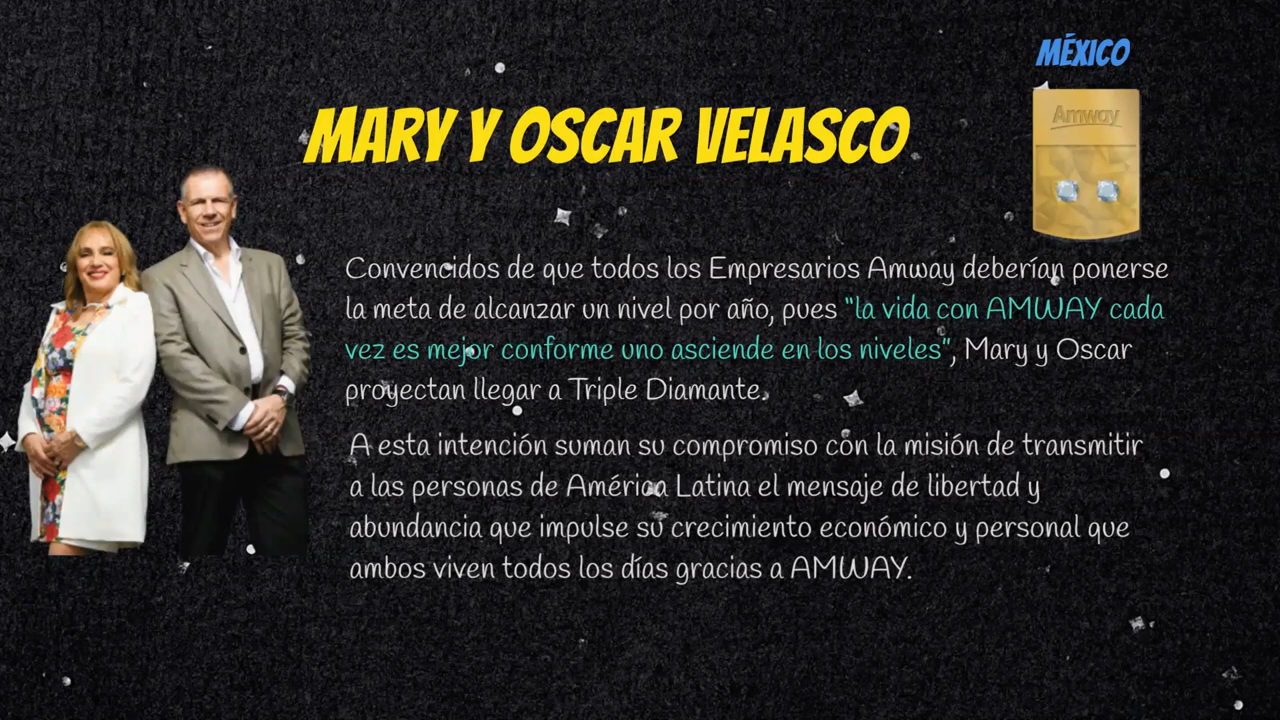 MÉXICO
Amway
MARY Y OSCAR VELASCO
Convencidos de que todos los Empresarios Amway deberían ponerse
la meta de alcanzar un nivel por año, pues “la vida con AMWAY cada
vez es mejor conforme uno asciende en los niveles”, Mary y Oscar
proyectan llegar a Triple Diamante.
A esta intención suman su compromiso con la misión de transmitir
a las personas de América Latina el mensaje de libertad y
abundancia que impulse su crecimiento económico y personal que
ambos viven todos los días gracias a AMWAY.